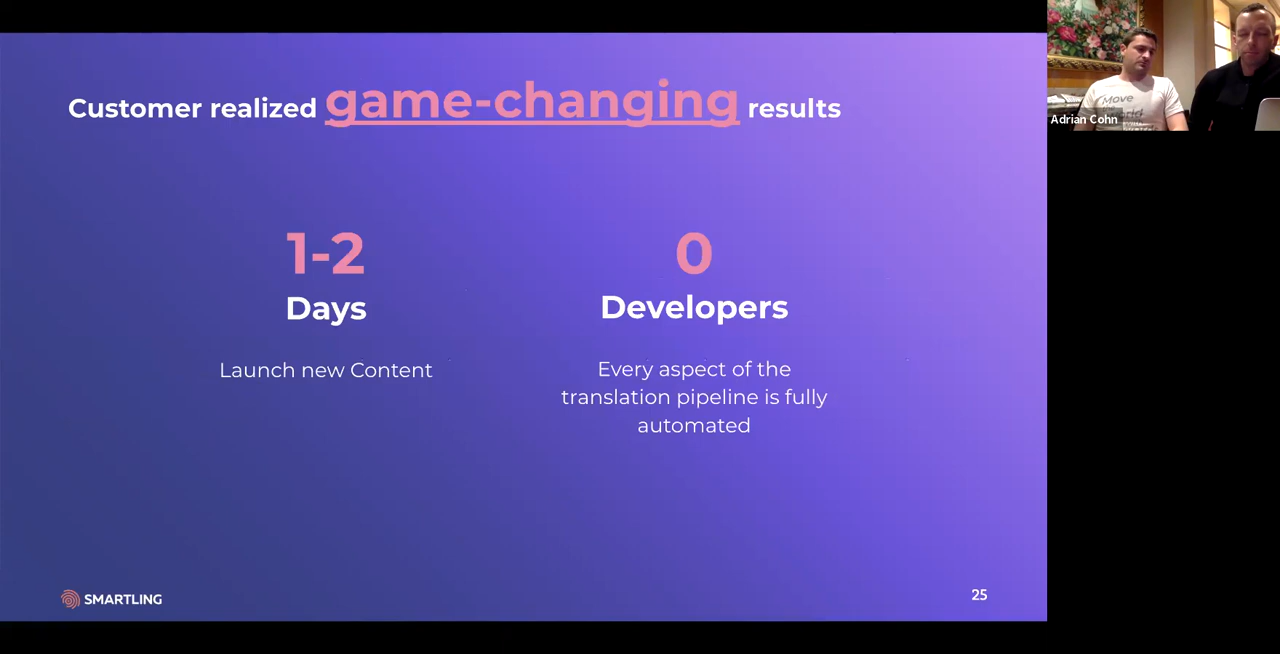 Customer realized game-changing results
1-2
Days
Launch new Content
0
Developers
Every aspect of the
translation pipeline is fully
automated
SMARTLING
25
Move
Adrian Cohn